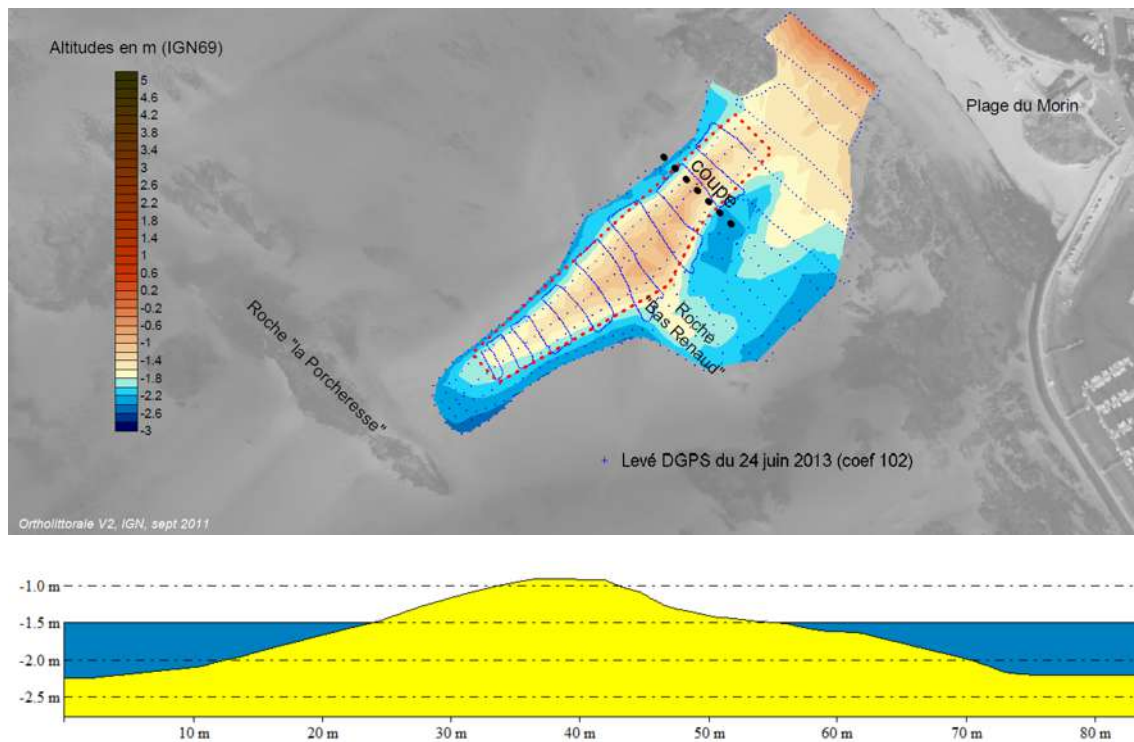 Altitudes en m (IGN69)
5
4.6
4.2
3.8
3.4
3
2.6
2.2
1.8
1.4
1
0.6
0.2
-0.2
-0.6
-1
-1.4
-1.8
-2.2
-2.6
-3
Plage du Morin
coupe
Roche
"Bas Renaud"
Roche "la Porcheresse"
Levé DGPS du 24 juin 2013 (coef 102)
Ortholittorale V2, IGN, sept 2011
-1.0 m
-1.5 m
-2.0 m
-2.5 m
10 m 20 m 30 m 40 m 50 m 60 m 70 m 80 m